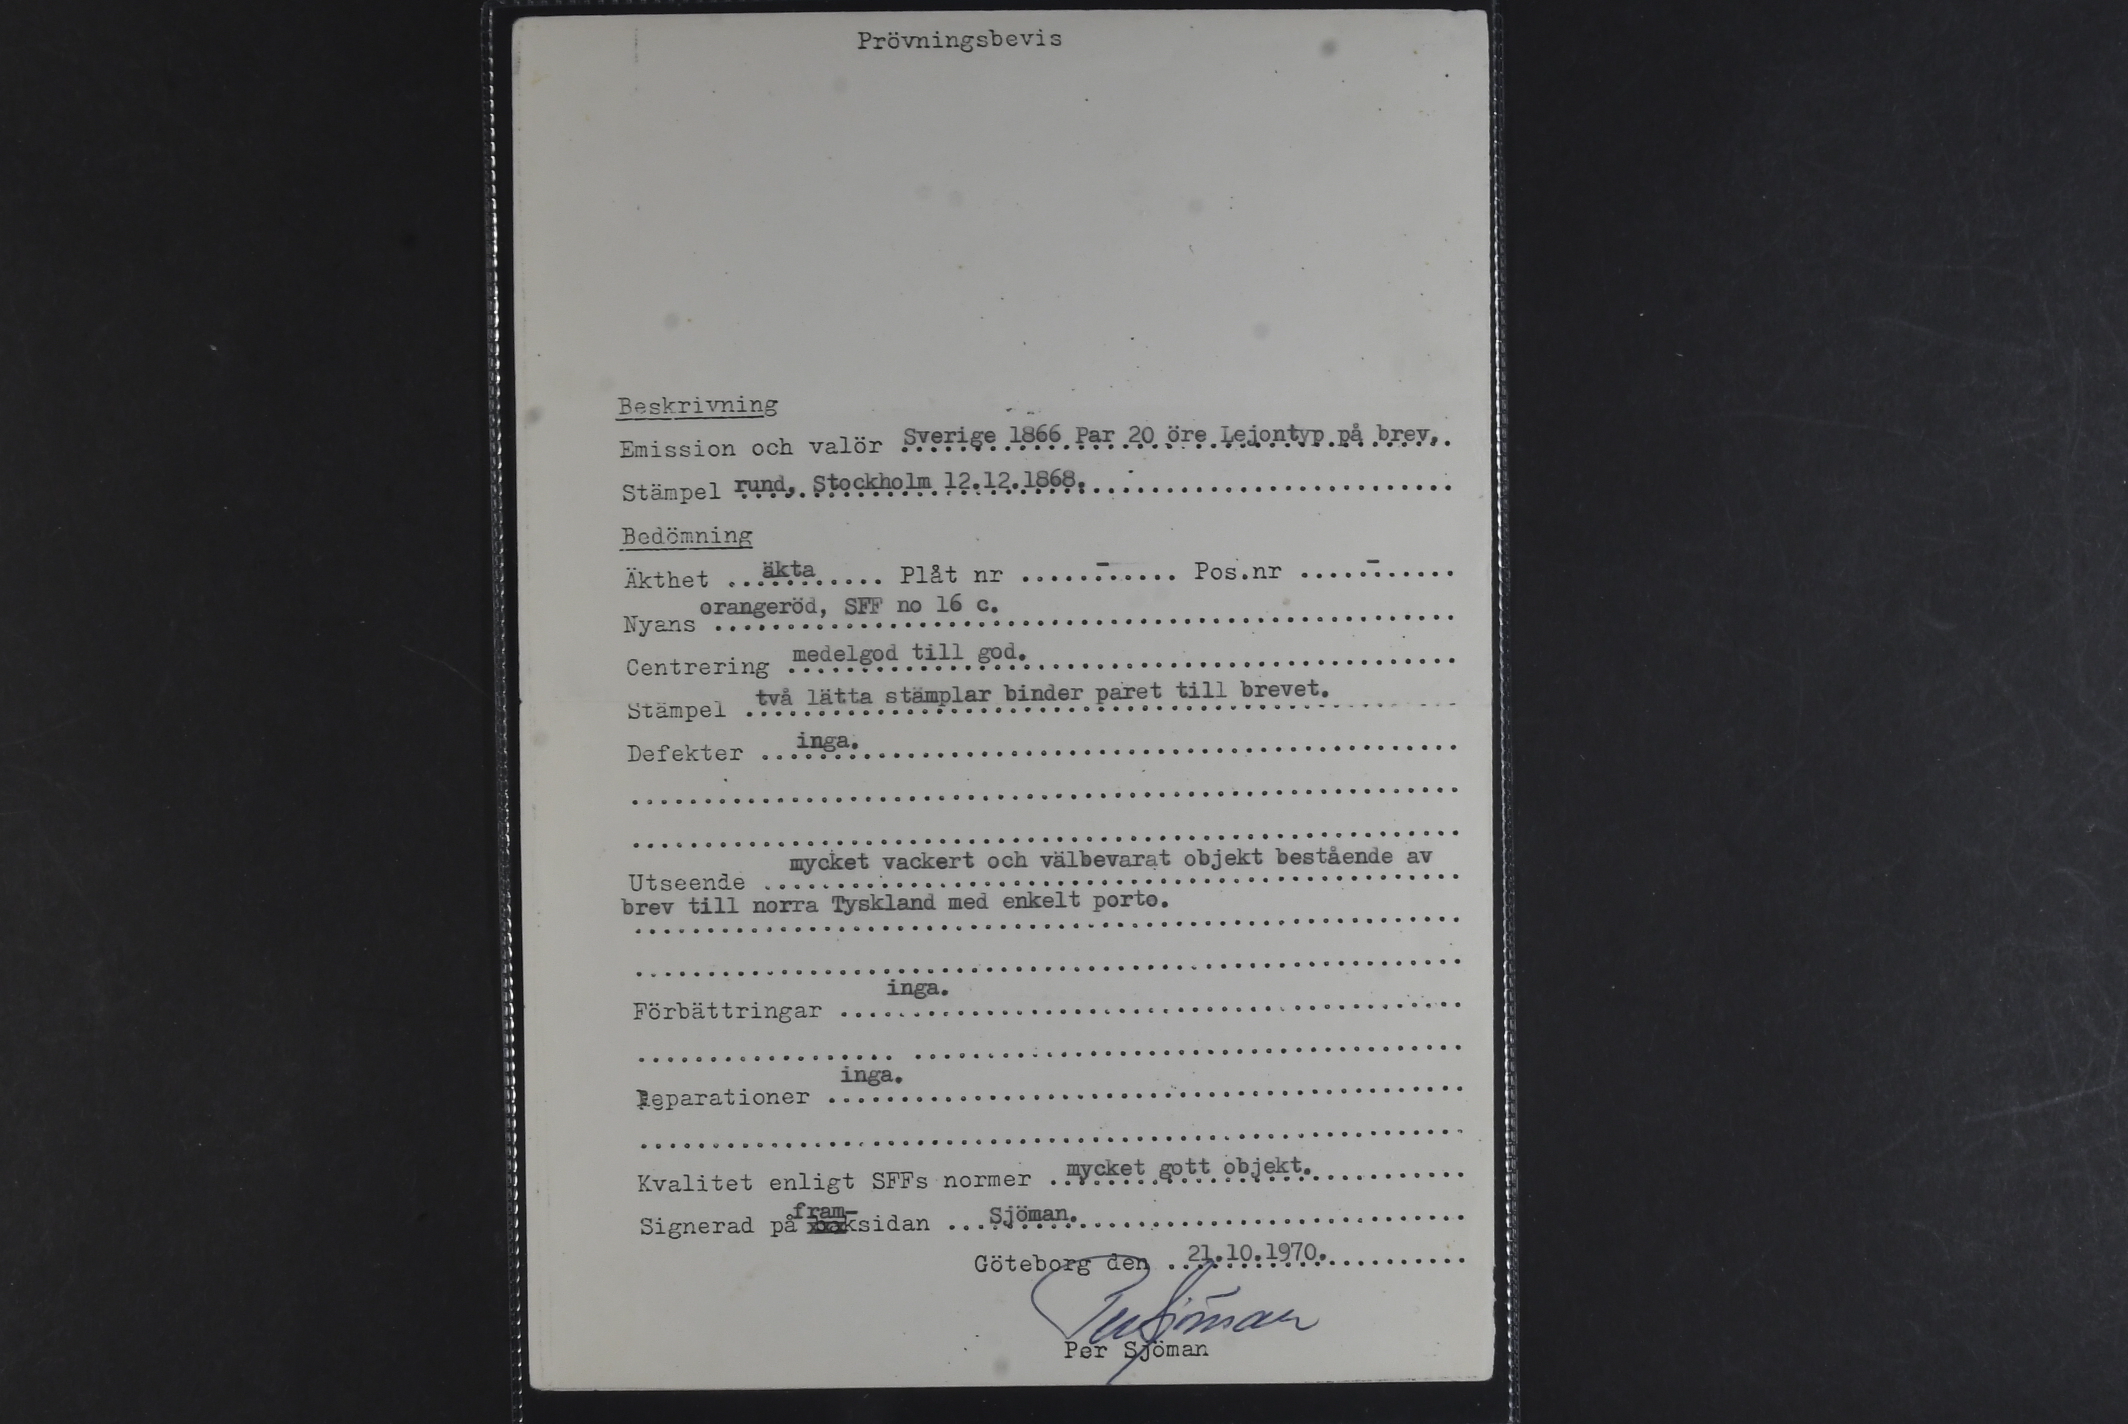 Prövningsbevis
Beskrivning
Emission och valör Sverige 1866 Par 20 öre Lejontyp på brev.
Stämpel rund, Stockholm 12.12.1868.
Bedömning
Äkthet ...äkta..... Plåt nr .....-..... Pos.nr .....-.....
Nyans orangeröd, SFF no 16 c.
Centrering medelgod till god.
Stämpel två lätta stämplar binder paret till brevet.
Defekter ...inga.
Utseende mycket vackert och välbevarat objekt bestående av
brev till norra Tyskland med enkelt porto.
Förbättringar inga.
Reparationer inga.
Kvalitet enligt SFFs normer ..mycket gott objekt.
Signerad på fram-sidan ...Sjöman.
Göteborg den ..21.10.1970.
Per Sjöman
Per Sjöman